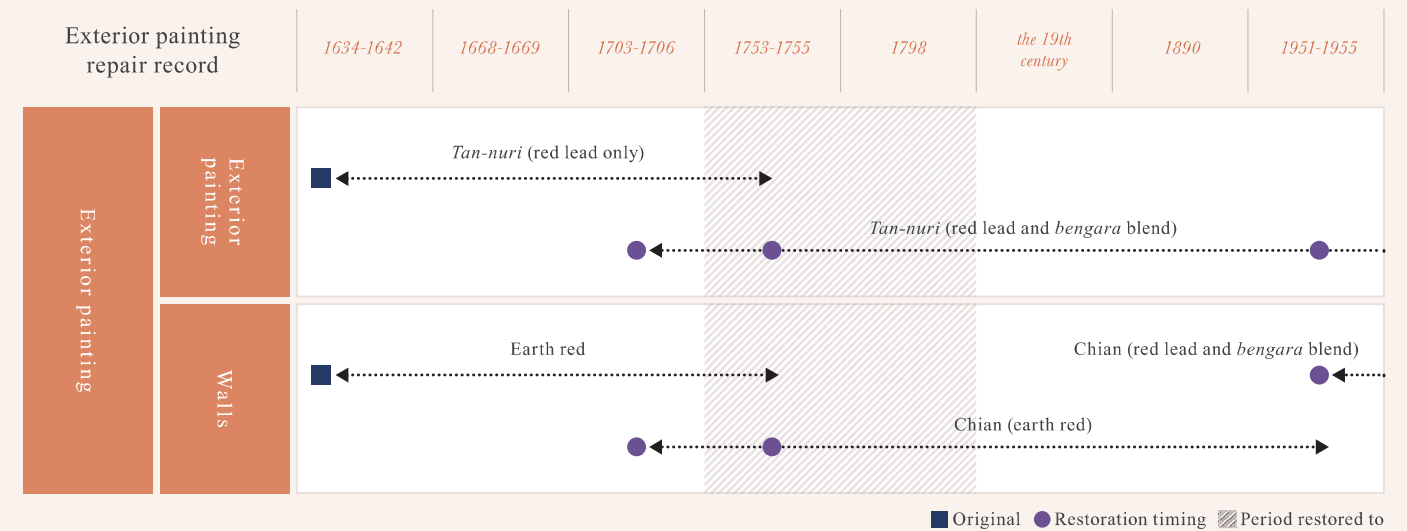 Exterior painting
repair record
1634-1642
1668-1669
1703-1706
1753-1755
1798
the 19th
century
1890
1951-1955
Exterior painting
Exterior
painting
Tan-nuri (red lead only)
Tan-nuri (red lead and bengara blend)
Walls
Earth red
Chian (red lead and bengara blend)
Chian (earth red)
Original
Restoration timing
Period restored to